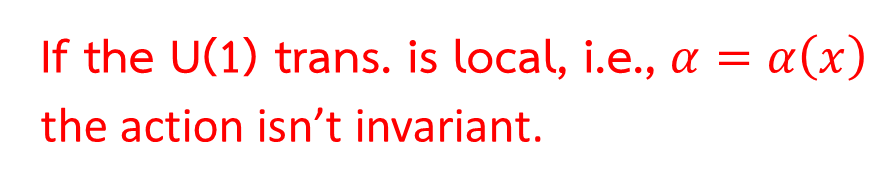 If the U(1) trans. is local, i.e., α = α(x)
the action isn’t invariant.